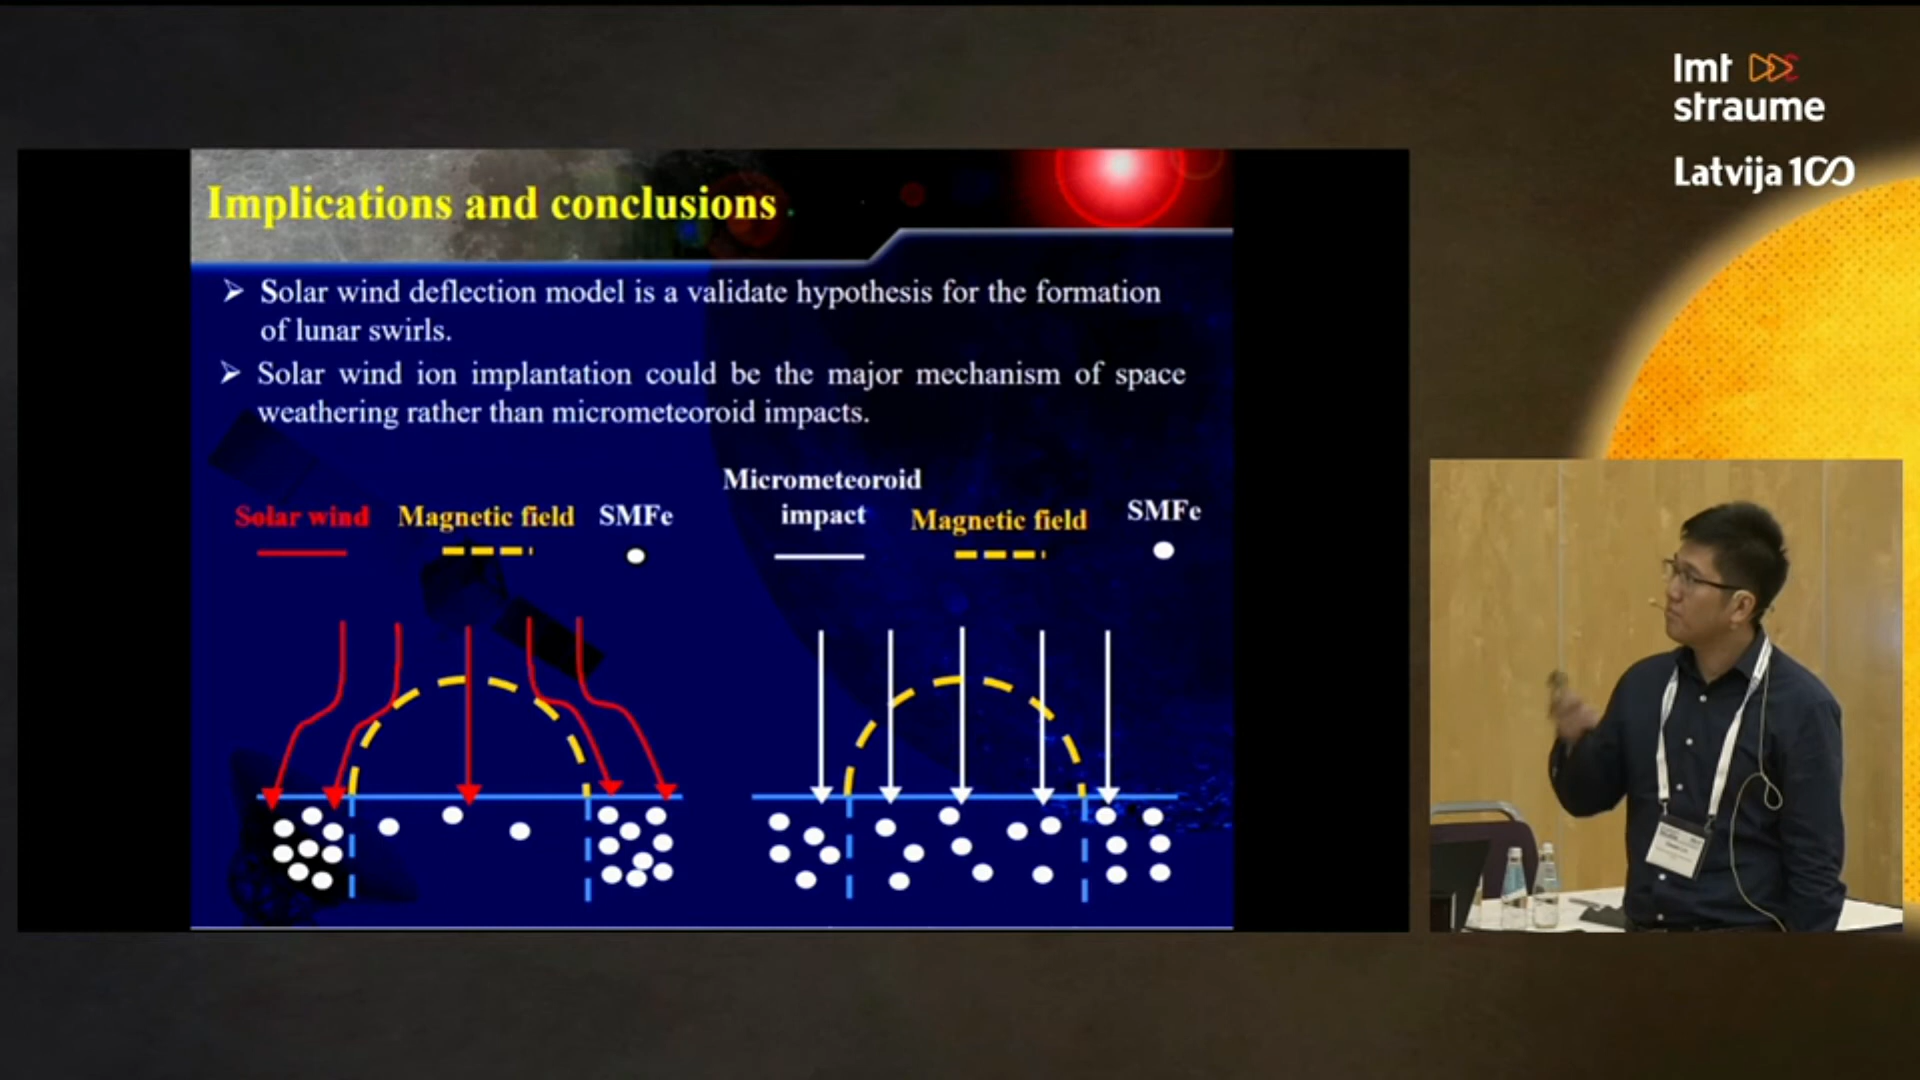 lmt
straume
Latvija 100
Implications and conclusions
➢ Solar wind deflection model is a validate hypothesis for the formation
of lunar swirls.
➢ Solar wind ion implantation could be the major mechanism of space
weathering rather than micrometeoroid impacts.
Solar wind
Magnetic field
SMFe
Micrometeoroid
impact
Magnetic field
SMFe